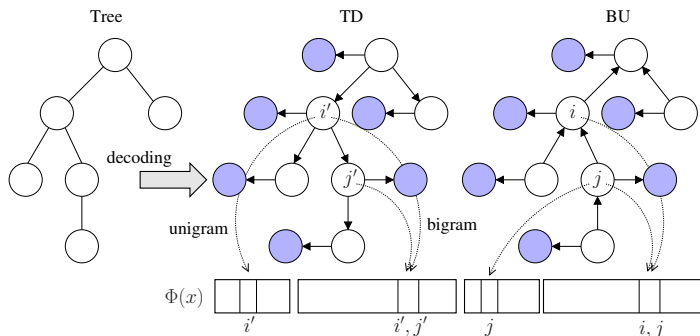 Tree TD BU
i′ i
decoding
j′ j
unigram bigram
Φ(x)
i′ i′, j′ j i, j